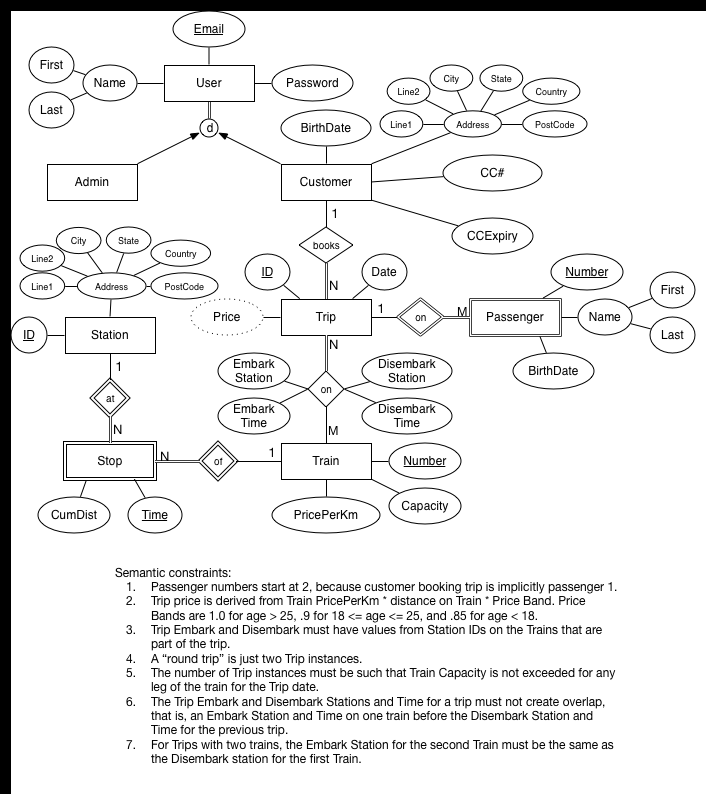 Email
First
User
Name
Password
Last
City
State
Line2
Country
d
BirthDate
Line1
Address
PostCode
Admin
Customer
CC#
1
CCExpiry
City
State
books
Line2
Country
ID
Date
Number
Line1
Address
PostCode
N
First
Price
Trip
1
on
M
Passenger
Name
ID
Station
Last
N
1
Embark
Station
Disembark
Station
BirthDate
on
at
Embark
Time
Disembark
Time
N
M
Stop
N
of
1
Train
Number
CumDist
Time
PricePerKm
Capacity
Semantic constraints:
1. Passenger numbers start at 2, because customer booking trip is implicitly passenger 1.
2. Trip price is derived from Train PricePerKm * distance on Train * Price Band. Price
Bands are 1.0 for age > 25, .9 for 18 <= age <= 25, and .85 for age < 18.
3. Trip Embark and Disembark must have values from Station IDs on the Trains that are
part of the trip.
4. A “round trip” is just two Trip instances.
5. The number of Trip instances must be such that Train Capacity is not exceeded for any
leg of the train for the Trip date.
6. The Trip Embark and Disembark Stations and Time for a trip must not create overlap,
that is, an Embark Station and Time on one train before the Disembark Station and
Time for the previous trip.
7. For Trips with two trains, the Embark Station for the second Train must be the same as
the Disembark station for the first Train.